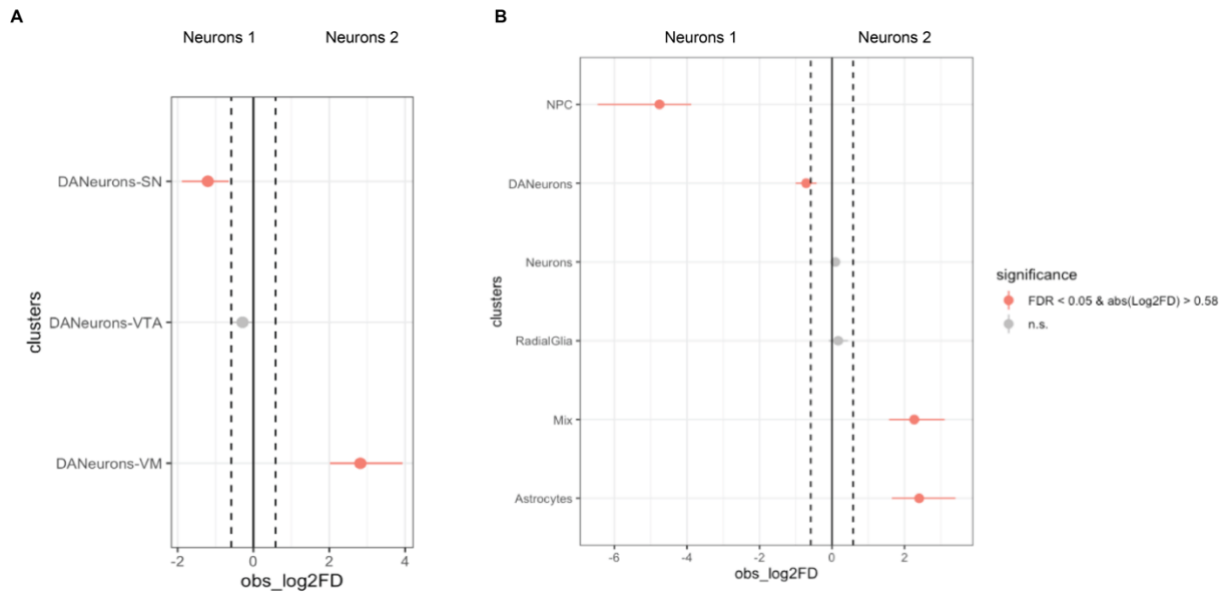 A
Neurons 1
Neurons 2
clusters
DANeurons-SN
DANeurons-VTA
DANeurons-VM
-2
0
2
4
obs_log2FD
B
Neurons 1
Neurons 2
NPC
DANeurons
Neurons
RadialGlia
Mix
Astrocytes
clusters
-6
-4
-2
0
2
obs_log2FD
significance
FDR < 0.05 & abs(Log2FD) > 0.58
n.s.